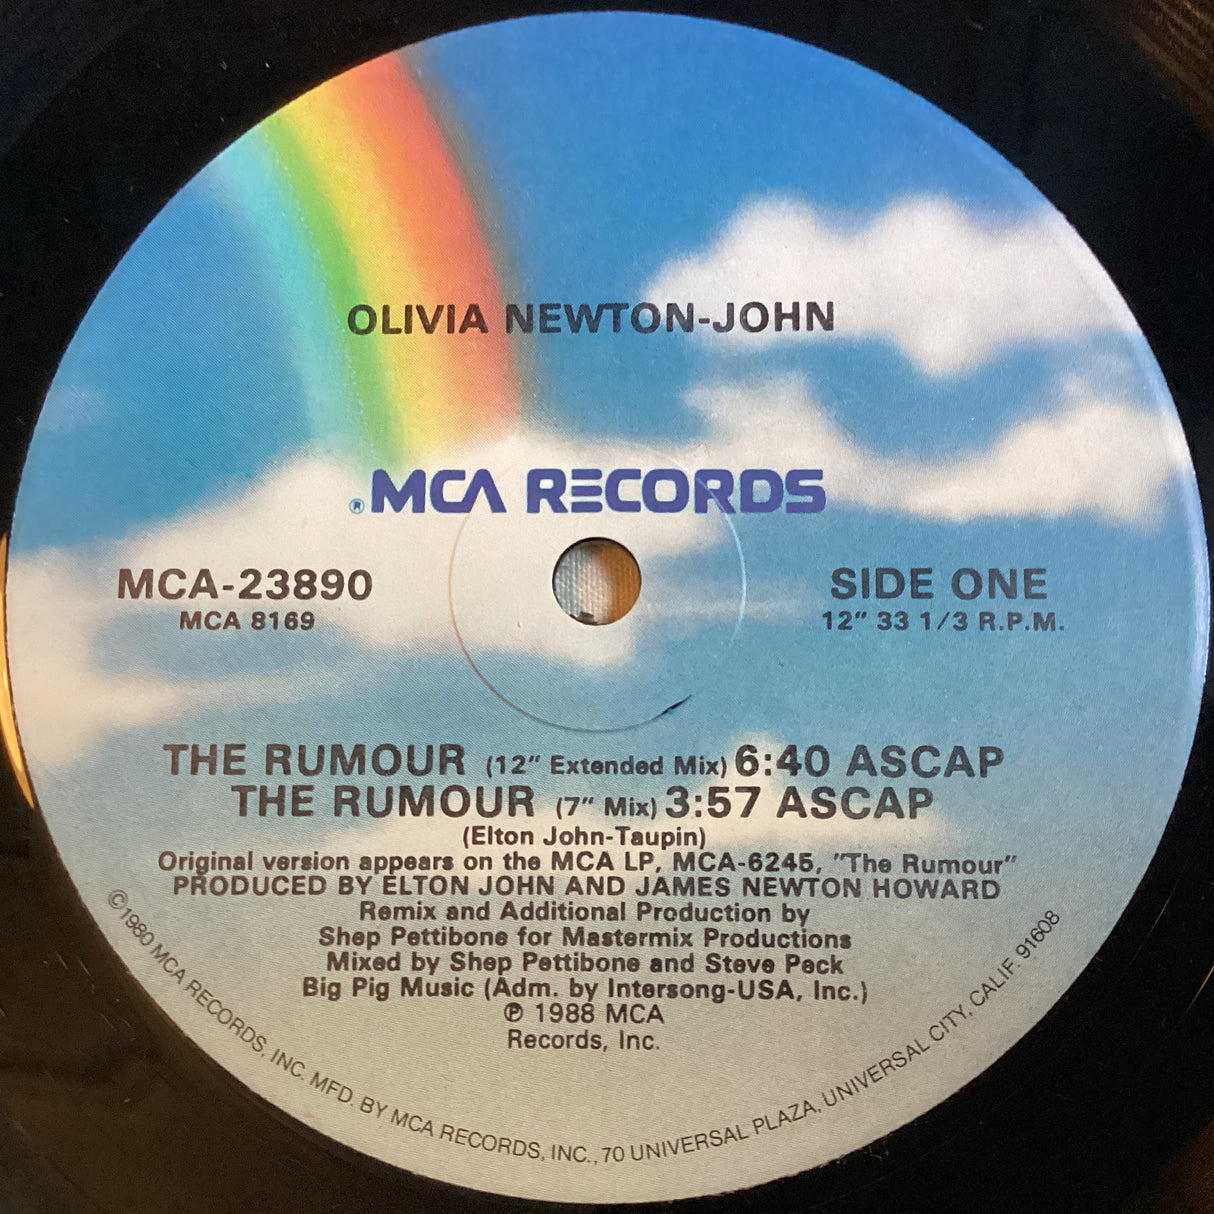 OLIVIA NEWTON-JOHN
® MCA RECORDS
MCA-23890
MCA 8169
SIDE ONE
12" 33 1/3 R.P.M.
THE RUMOUR (12" Extended Mix) 6:40 ASCAP
THE RUMOUR (7" Mix) 3:57 ASCAP
(Elton John-Taupin)
Original version appears on the MCA LP, MCA-6245, "The Rumour"
PRODUCED BY ELTON JOHN AND JAMES NEWTON HOWARD
Remix and Additional Production by
Shep Pettibone for Mastermix Productions
Mixed by Shep Pettibone and Steve Peck
Big Pig Music (Adm. by Intersong-USA, Inc.)
℗ 1988 MCA
Records, Inc.
©1980 MCA RECORDS, INC. MFD. BY MCA RECORDS, INC., 70 UNIVERSAL PLAZA, UNIVERSAL CITY, CALIF. 91608